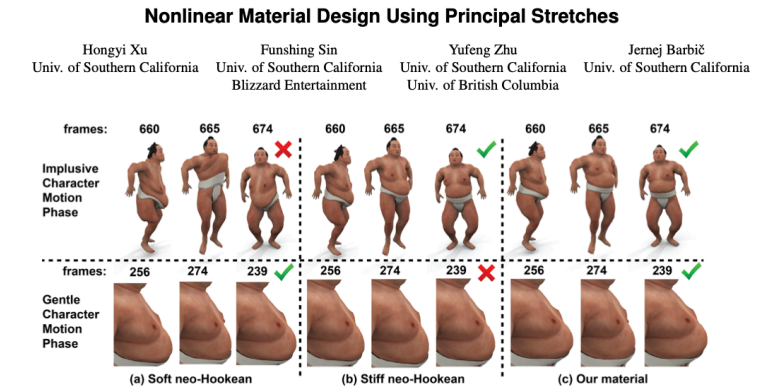 Nonlinear Material Design Using Principal Stretches
Hongyi Xu Funshing Sin Yufeng Zhu Jernej Barbič
Univ. of Southern California Univ. of Southern California Univ. of Southern California Univ. of Southern California
Blizzard Entertainment Univ. of British Columbia
frames: 660 665 674 660 665 674 660 665 674
Implusive
Character
Motion
Phase
frames: 256 274 239 256 274 239 256 274 239
Gentle
Character
Motion
Phase
(a) Soft neo-Hookean (b) Stiff neo-Hookean (c) Our material